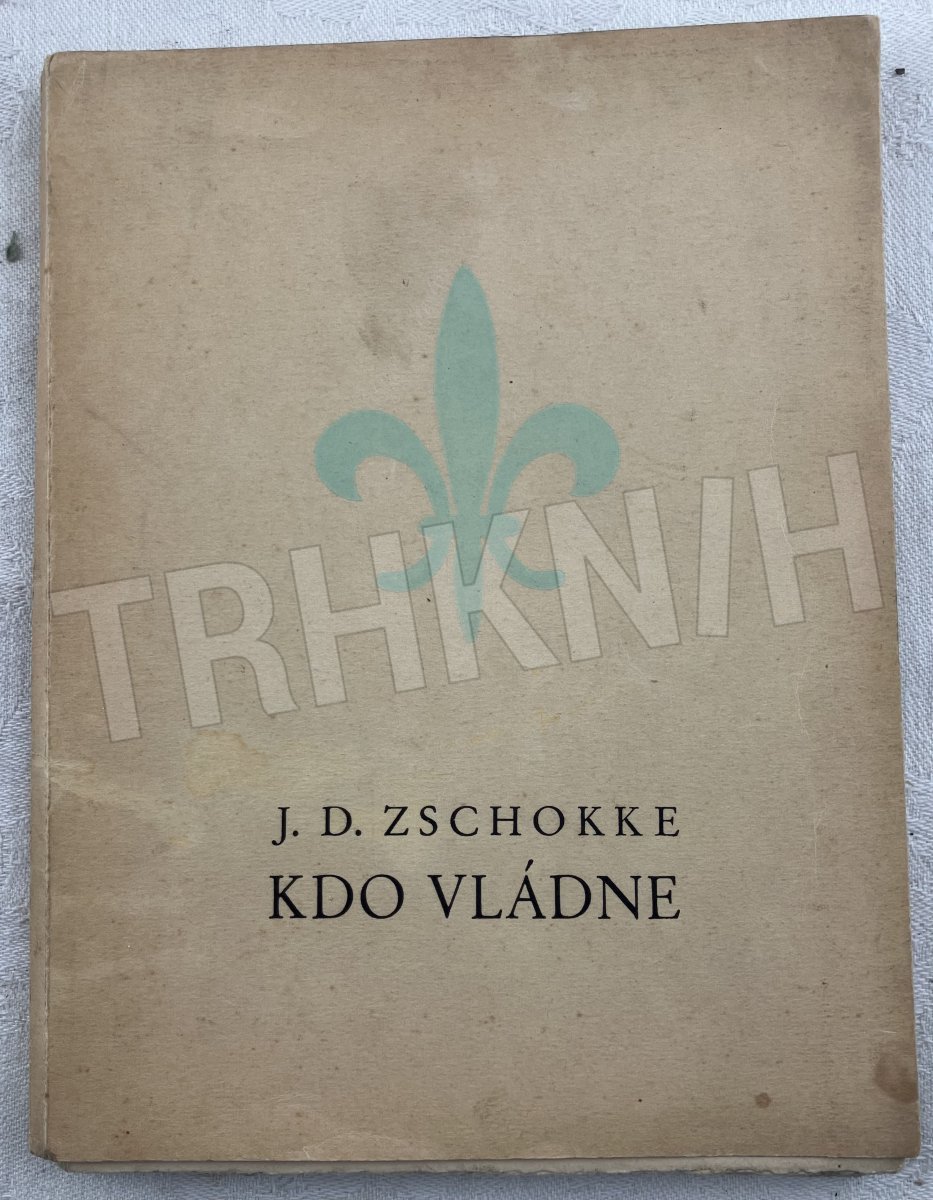 TRHKNIH
J. D. ZSCHOKKE
KDO VLÁDNE